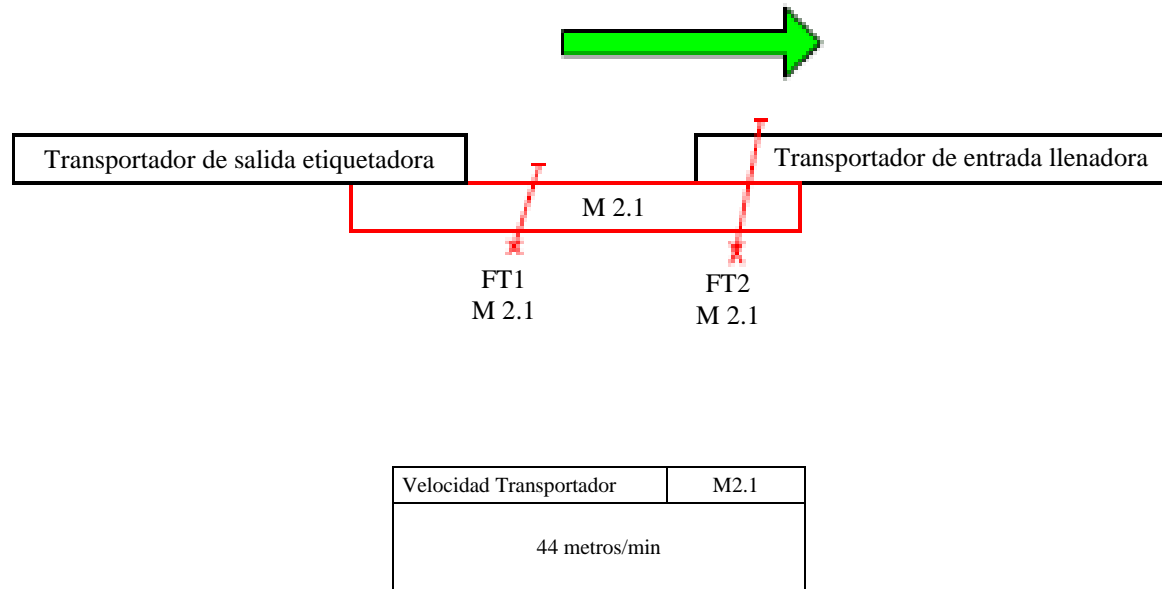 Transportador de salida etiquetadora
Transportador de entrada llenadora
M 2.1
FT1
M 2.1
FT2
M 2.1
Velocidad Transportador M2.1
44 metros/min